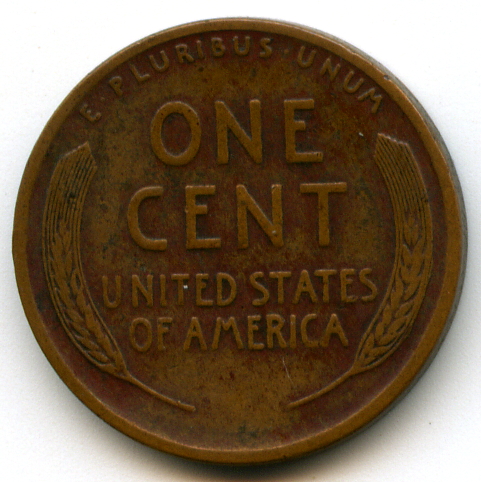 E·PLURIBUS·UNUM
ONE
CENT
UNITED STATES
OF AMERICA